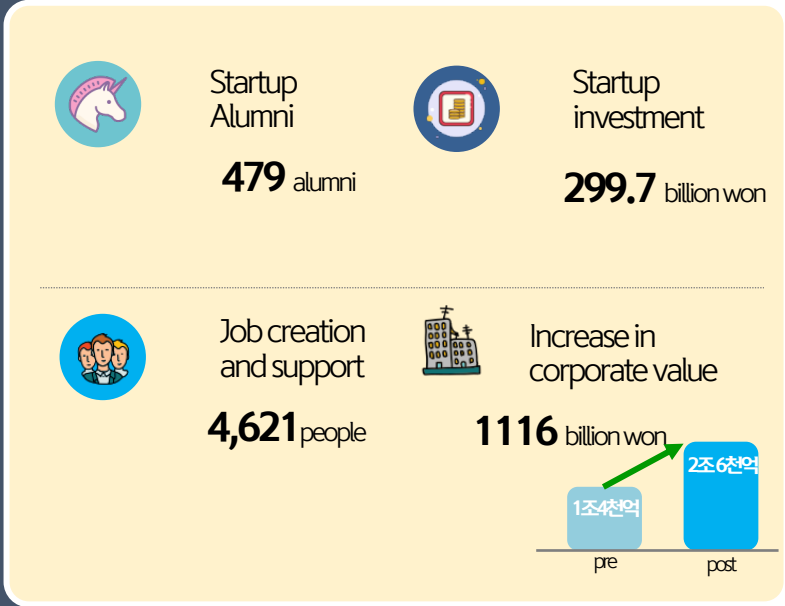 Startup
Alumni
479 alumni
Startup
investment
299.7 billion won
Job creation
and support
4,621 people
Increase in
corporate value
1116 billion won
1조4천억
2조6천억
pre
post